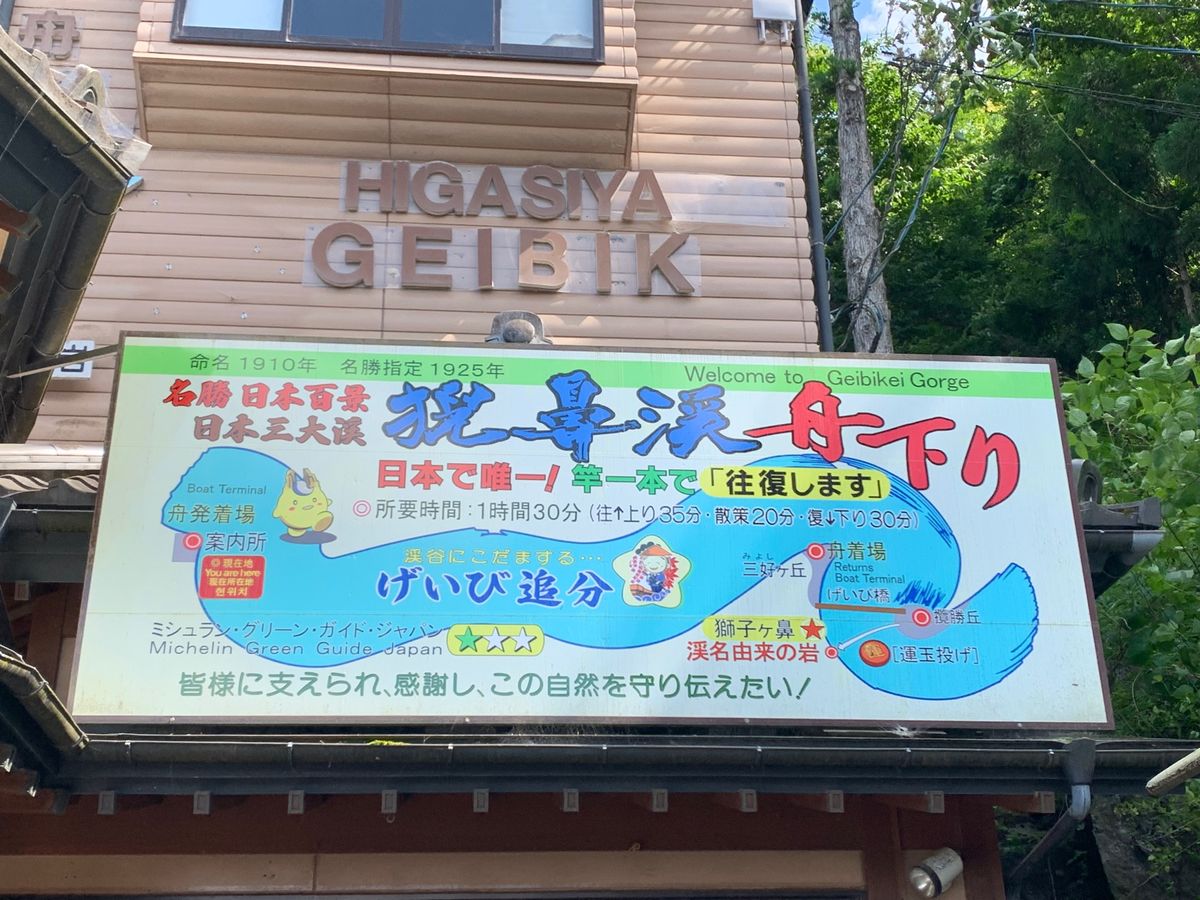 舟
HIGASIYA
GEIBIK
命名 1910年 名勝指定 1925年
Welcome to Geibikei Gorge
名勝 日本百景
日本三大渓
猊鼻渓舟下り
日本で唯一! 竿一本で「往復します」
◎所要時間:1時間30分(往↑上り35分・散策20分・復↓下り30分)
Boat Terminal
舟発着場
案内所
◎現在地
You are here
现在所在地
현위치
渓谷にこだまする…
げいび追分
みよし
三好ヶ丘
舟着場
Returns
Boat Terminal
げいび橋
獅子ヶ鼻★
渓名由来の岩
[運玉投げ]
ミシュラン・グリーン・ガイド・ジャパン
Michelin Green Guide Japan
★☆☆
皆様に支えられ、感謝し、この自然を守り伝えたい!